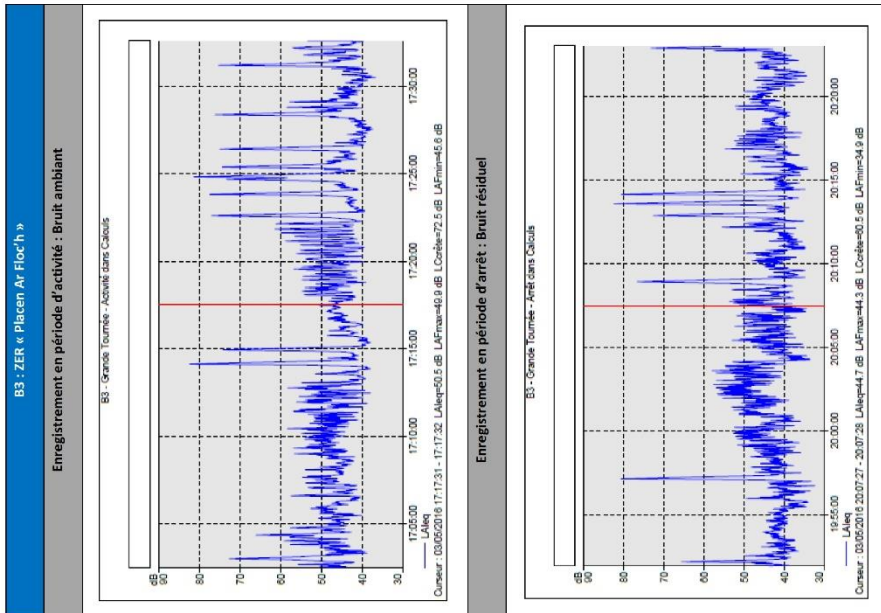 B3 : ZER « Placen Ar Floc'h »
Enregistrement en période d'activité : Bruit ambiant
B3 - Grande Tournée - Activité dans Calculs
dB
90
80
70
60
50
40
30
17:05:00
17:10:00
17:15:00
17:20:00
17:25:00
17:30:00
LAleq
Curseur : 03/05/2016 17:17:31 - 17:17:32 LAleq=50.5 dB LAFmax=49.9 dB LCcrête=72.5 dB LAFmin=45.6 dB
Enregistrement en période d'arrêt : Bruit résiduel
B3 - Grande Tournée - Arrêt dans Calculs
dB
90
80
70
60
50
40
30
19:55:00
20:00:00
20:05:00
20:10:00
20:15:00
20:20:00
LAleq
Curseur : 03/05/2016 20:07:27 - 20:07:28 LAleq=44.7 dB LAFmax=44.3 dB LCcrête=60.5 dB LAFmin=34.9 dB